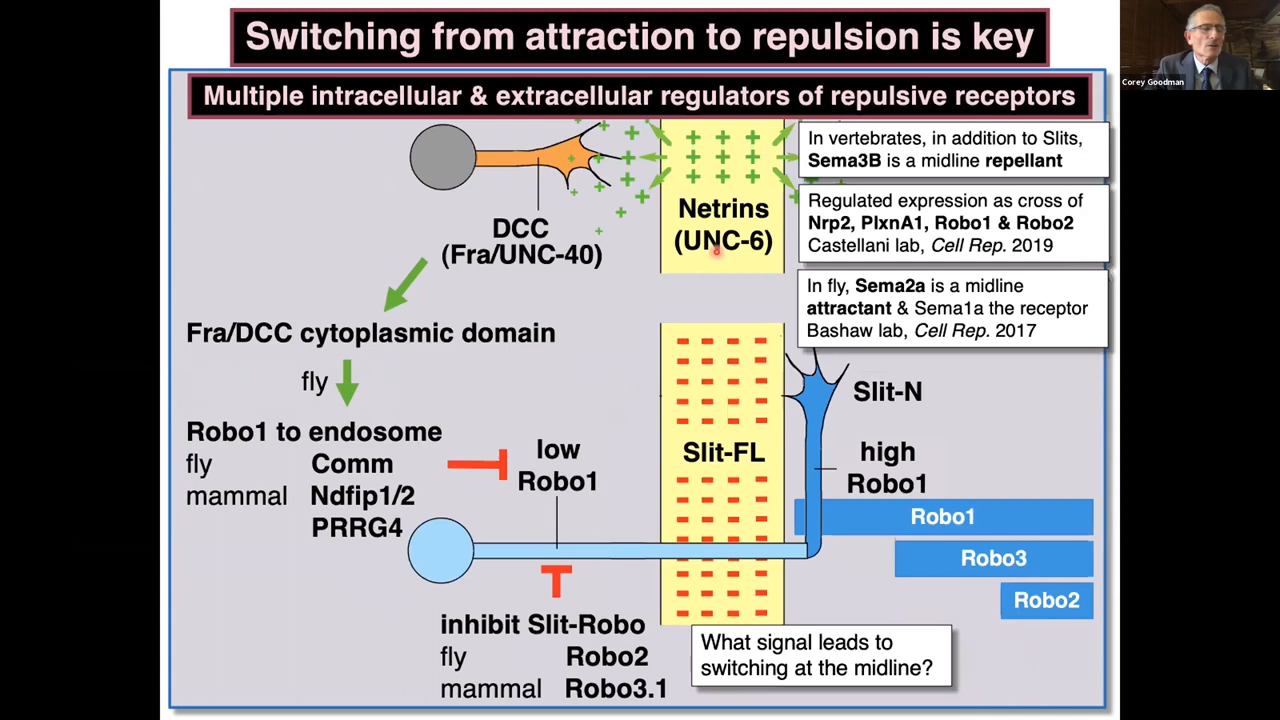 Switching from attraction to repulsion is key
Corey Goodman
Multiple intracellular & extracellular regulators of repulsive receptors
In vertebrates, in addition to Slits,
Sema3B is a midline repellant
Regulated expression as cross of
Nrp2, PlxnA1, Robo1 & Robo2
Castellani lab, Cell Rep. 2019
In fly, Sema2a is a midline
attractant & Sema1a the receptor
Bashaw lab, Cell Rep. 2017
Netrins
(UNC-6)
DCC
(Fra/UNC-40)
Fra/DCC cytoplasmic domain
fly
Robo1 to endosome
fly Comm
mammal Ndfip1/2
PRRG4
low
Robo1
Slit-FL
Slit-N
high
Robo1
Robo1
Robo3
Robo2
inhibit Slit-Robo
fly Robo2
mammal Robo3.1
What signal leads to
switching at the midline?